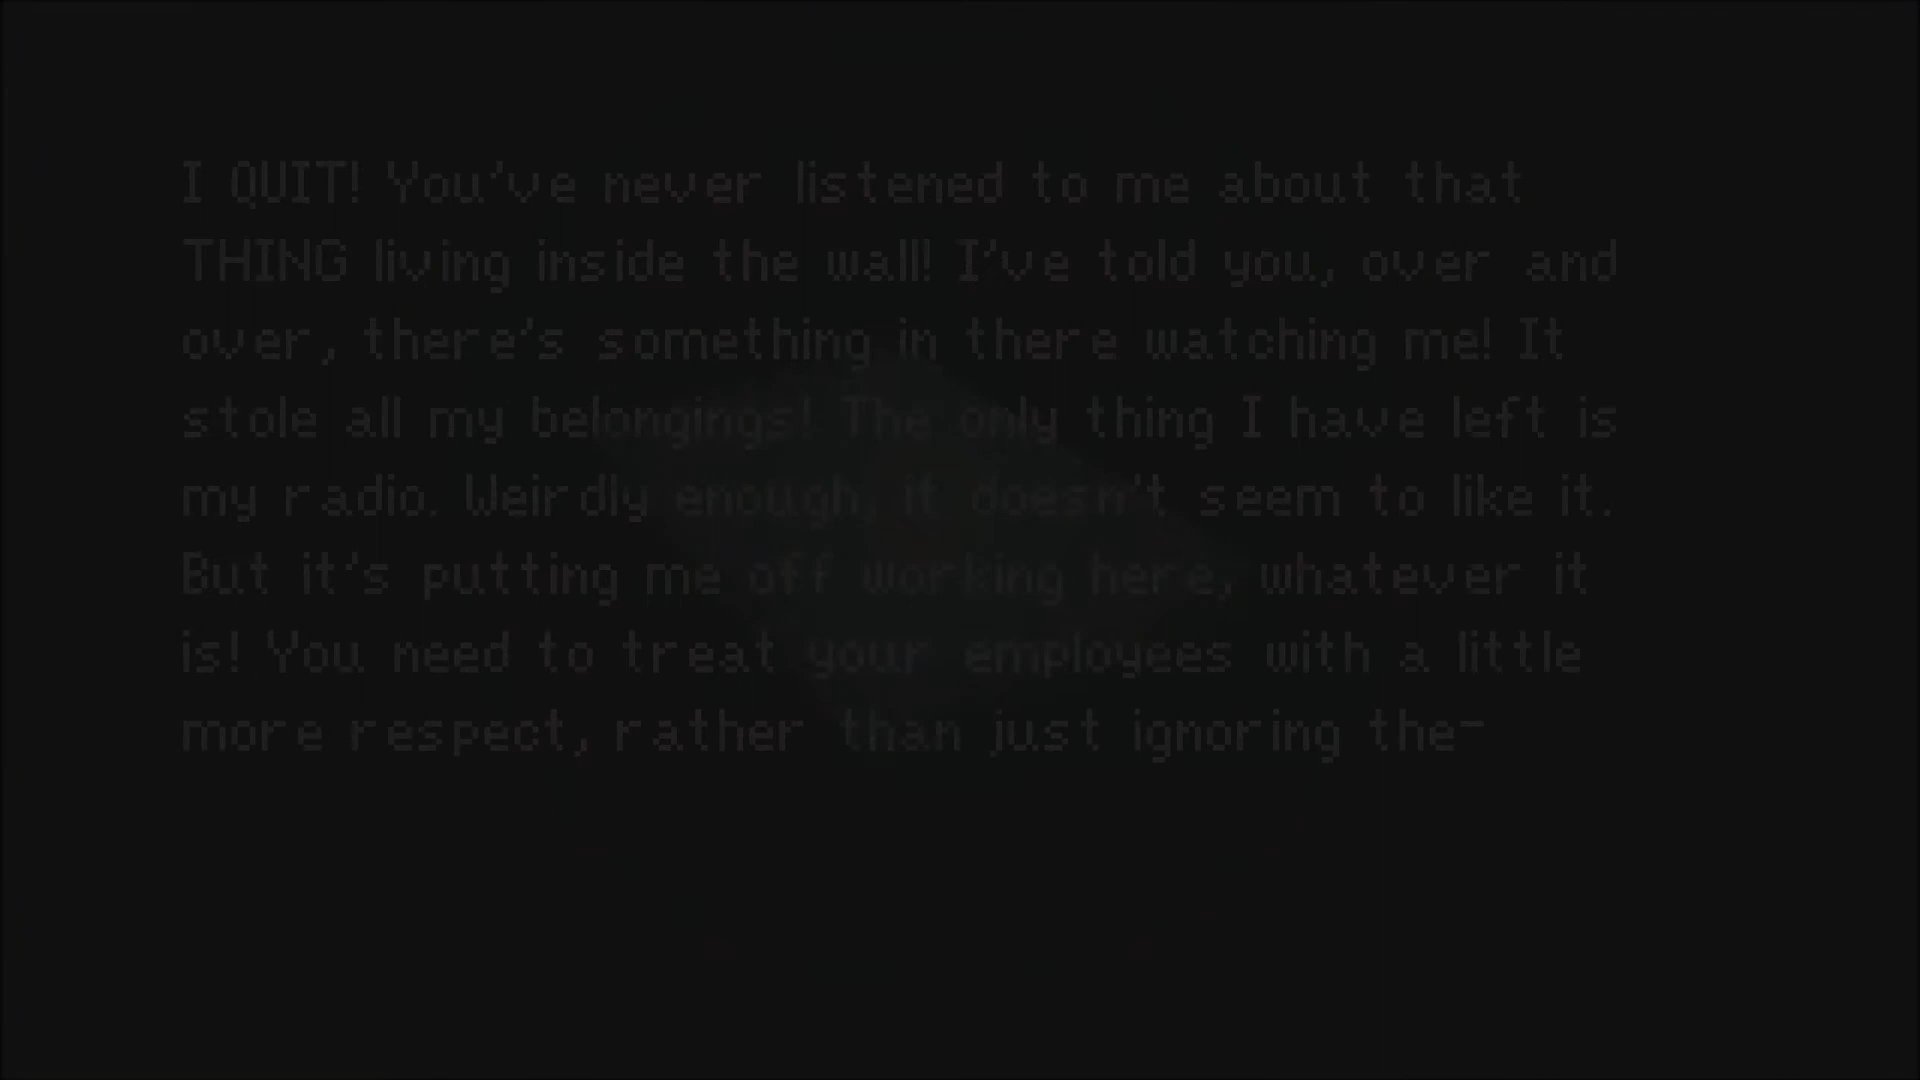 I QUIT! You've never listened to me about that
THING living inside the wall! I've told you, over and
over, there's something in there watching me! It
stole all my belongings! The only thing I have left is
my radio. Weirdly enough, it doesn't seem to like it.
But it's putting me off working here, whatever it
is! You need to treat your employees with a little
more respect, rather than just ignoring the-